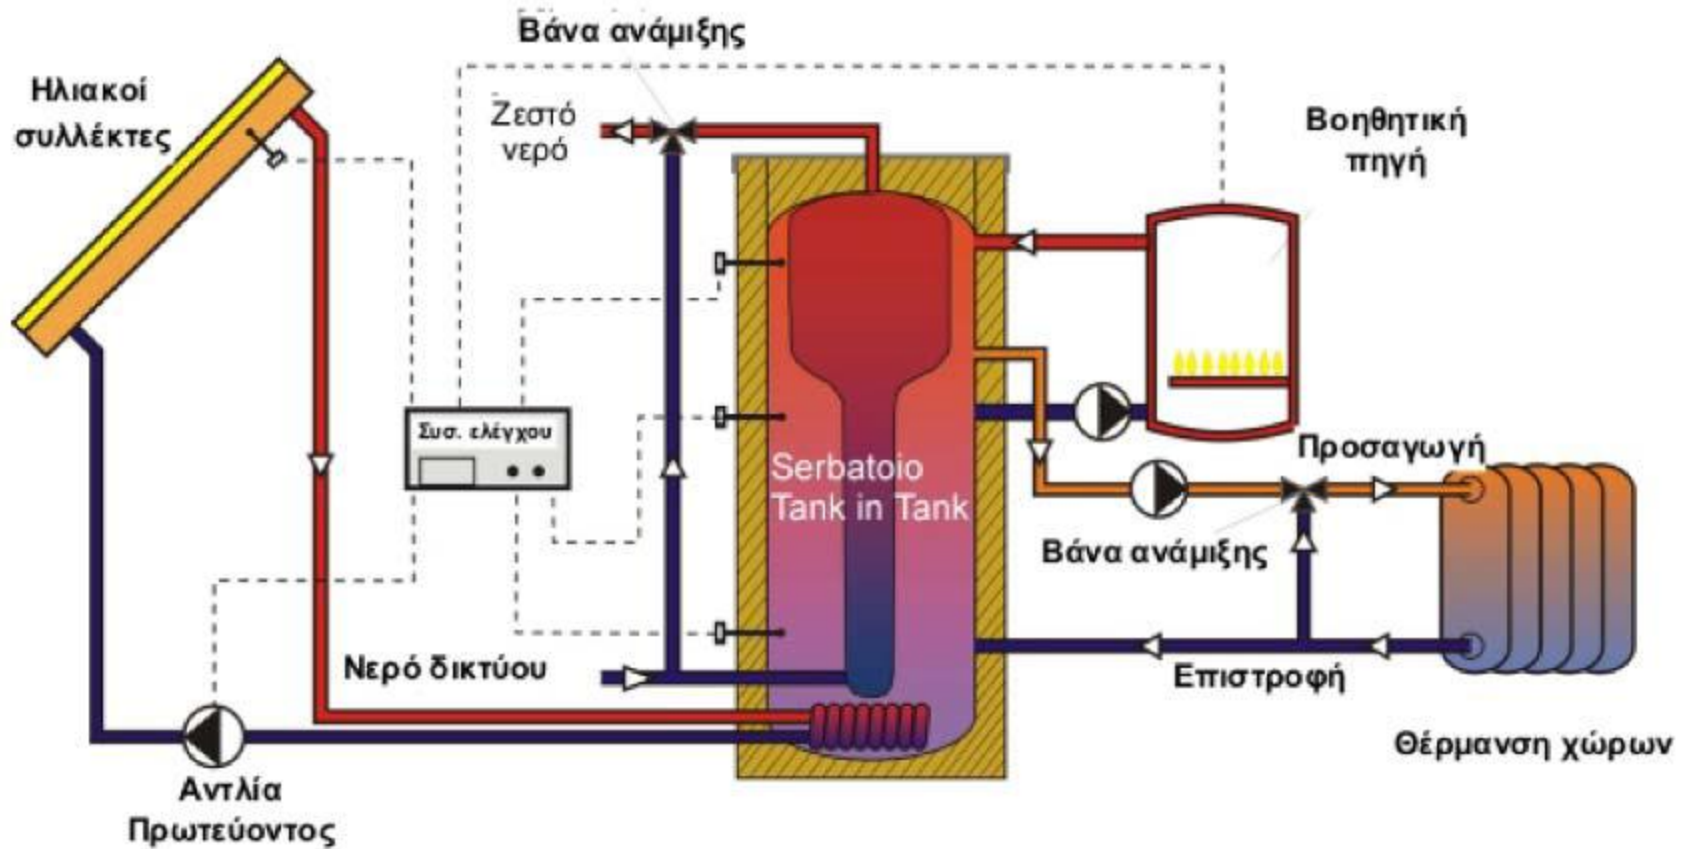 Βάνα ανάμιξης
Ηλιακοί
συλλέκτες
Ζεστό
νερό
Βοηθητική
πηγή
Συσ. ελέγχου
Προσαγωγή
Serbatoio
Tank in Tank
Βάνα ανάμιξης
Νερό δικτύου
Επιστροφή
Θέρμανση χώρων
Αντλία
Πρωτεύοντος